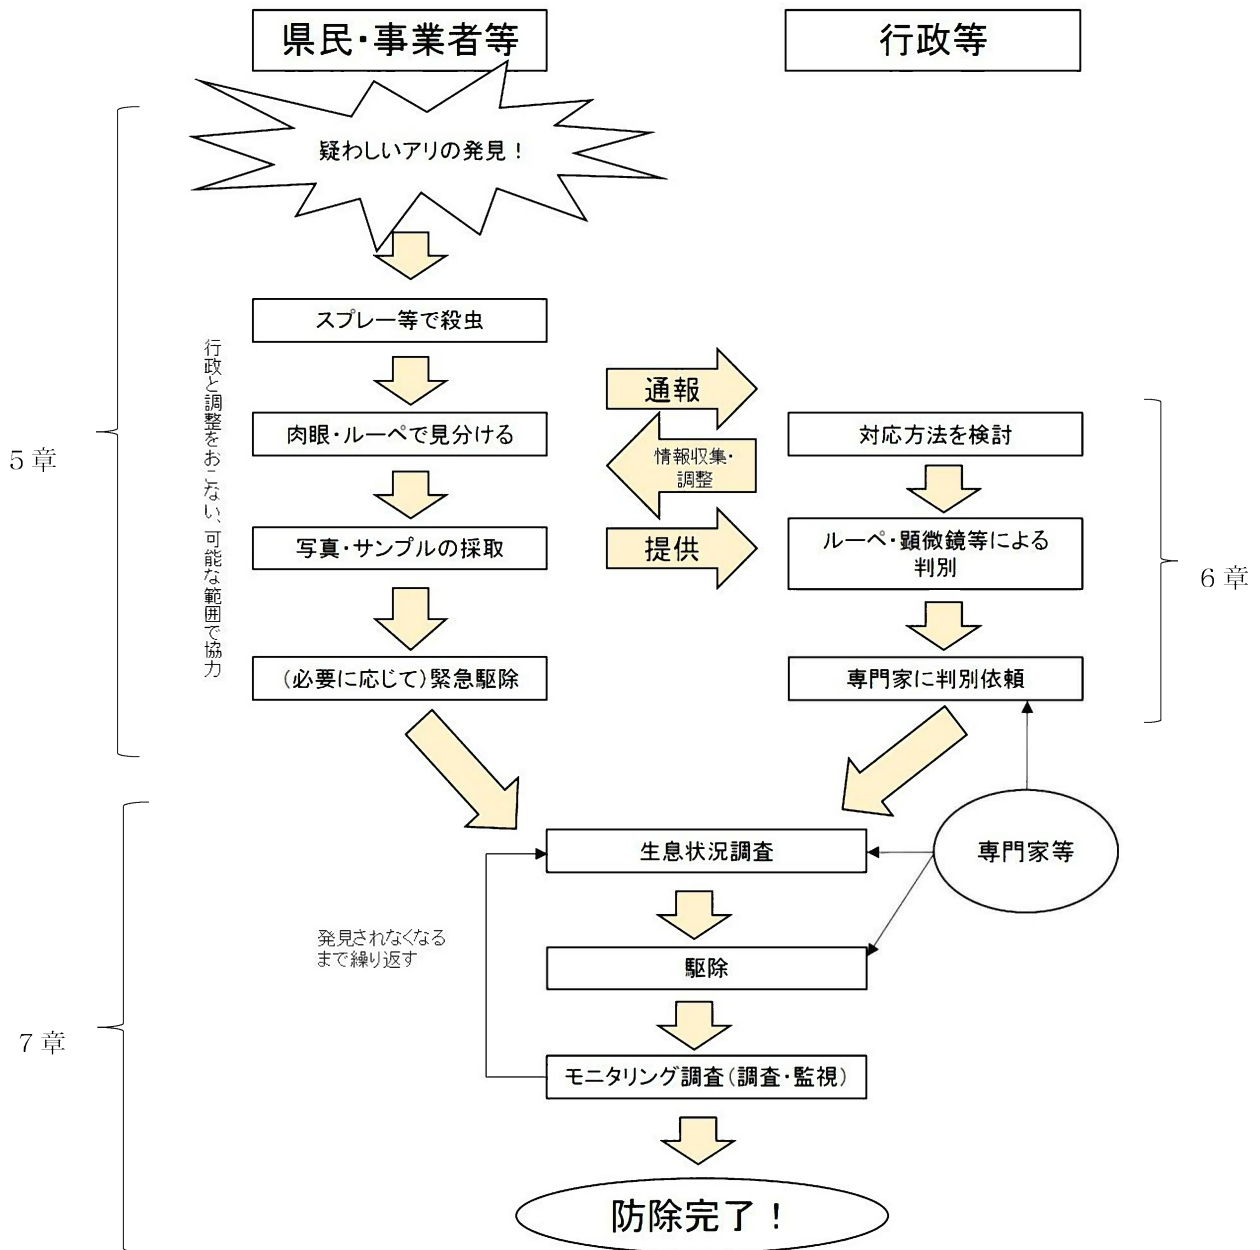 県民・事業者等
行政等
疑わしいアリの発見！
スプレー等で殺虫
肉眼・ルーペで見分ける
写真・サンプルの採取
（必要に応じて）緊急駆除
行政と調整をおこない、可能な範囲で協力
5章
通報
情報収集・
調整
提供
対応方法を検討
ルーペ・顕微鏡等による
判別
専門家に判別依頼
6章
専門家等
生息状況調査
駆除
モニタリング調査（調査・監視）
発見されなくなる
まで繰り返す
7章
防除完了！